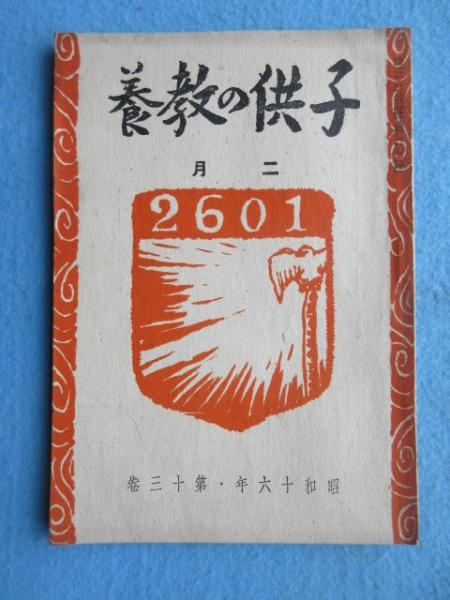 子供の教養
二月
2601
昭和十六年・第十三巻